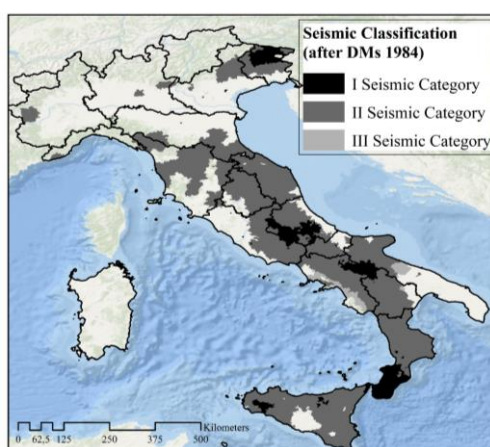 Seismic Classification
(after DMs 1984)
I Seismic Category
II Seismic Category
III Seismic Category
Kilometers
0 62,5 125 250 375 500